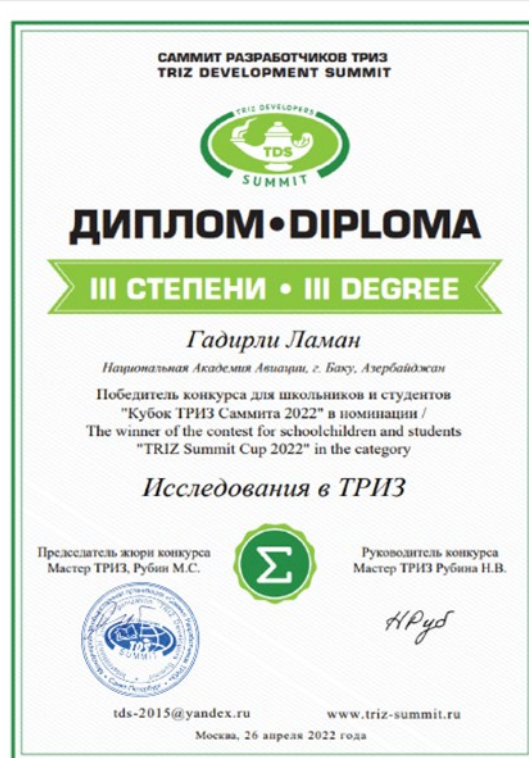 САММИТ РАЗРАБОТЧИКОВ ТРИЗ
TRIZ DEVELOPMENT SUMMIT
TRIZ DEVELOPERS
TDS
SUMMIT
ДИПЛОМ•DIPLOMA
III СТЕПЕНИ • III DEGREE
Гадирли Ламан
Национальная Академия Авиации, г. Баку, Азербайджан
Победитель конкурса для школьников и студентов
"Кубок ТРИЗ Саммита 2022" в номинации /
The winner of the contest for schoolchildren and students
"TRIZ Summit Cup 2022" in the category
Исследования в ТРИЗ
Председатель жюри конкурса
Мастер ТРИЗ, Рубин М.С.
Σ
Руководитель конкурса
Мастер ТРИЗ Рубина Н.В.
TDS
SUMMIT
НРуб
tds-2015@yandex.ru
www.triz-summit.ru
Москва, 26 апреля 2022 года